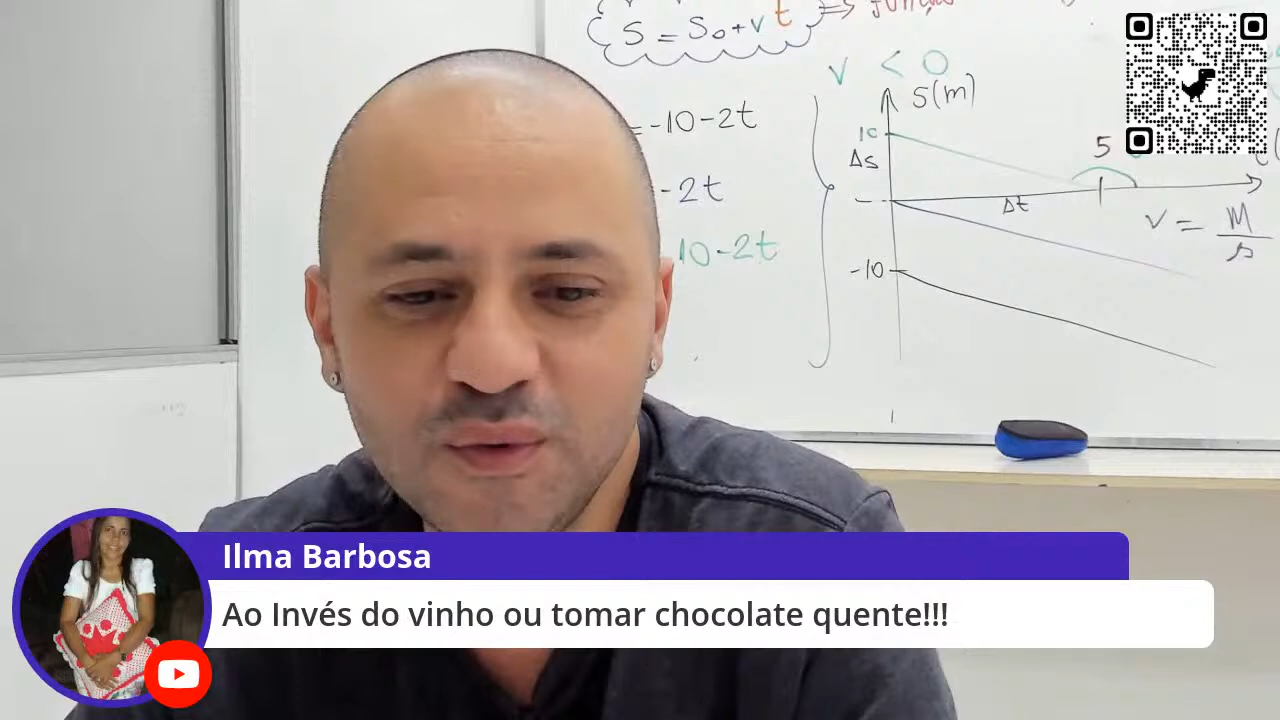 S = S₀ + v t
v < 0
S(m)
= -10 - 2t
10
Δs
5
- 2t
Δt
v = m/s
10 - 2t
-10
Ilma Barbosa
Ao Invés do vinho ou tomar chocolate quente!!!